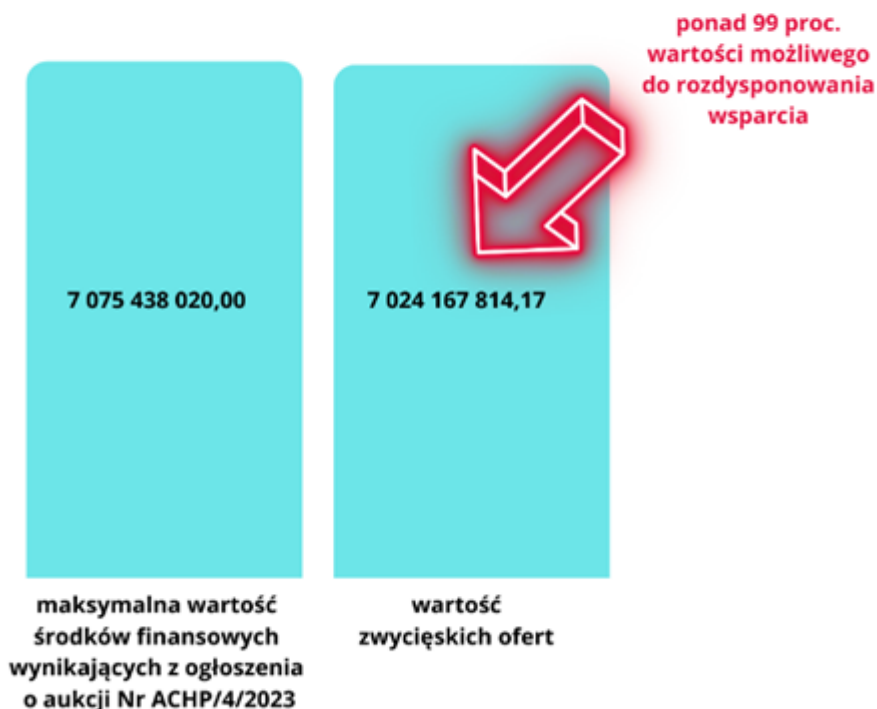 ponad 99 proc.
wartości możliwego
do rozdysponowania
wsparcia
7 075 438 020,00
7 024 167 814,17
maksymalna wartość
środków finansowych
wynikających z ogłoszenia
o aukcji Nr ACHP/4/2023
wartość
zwycięskich ofert